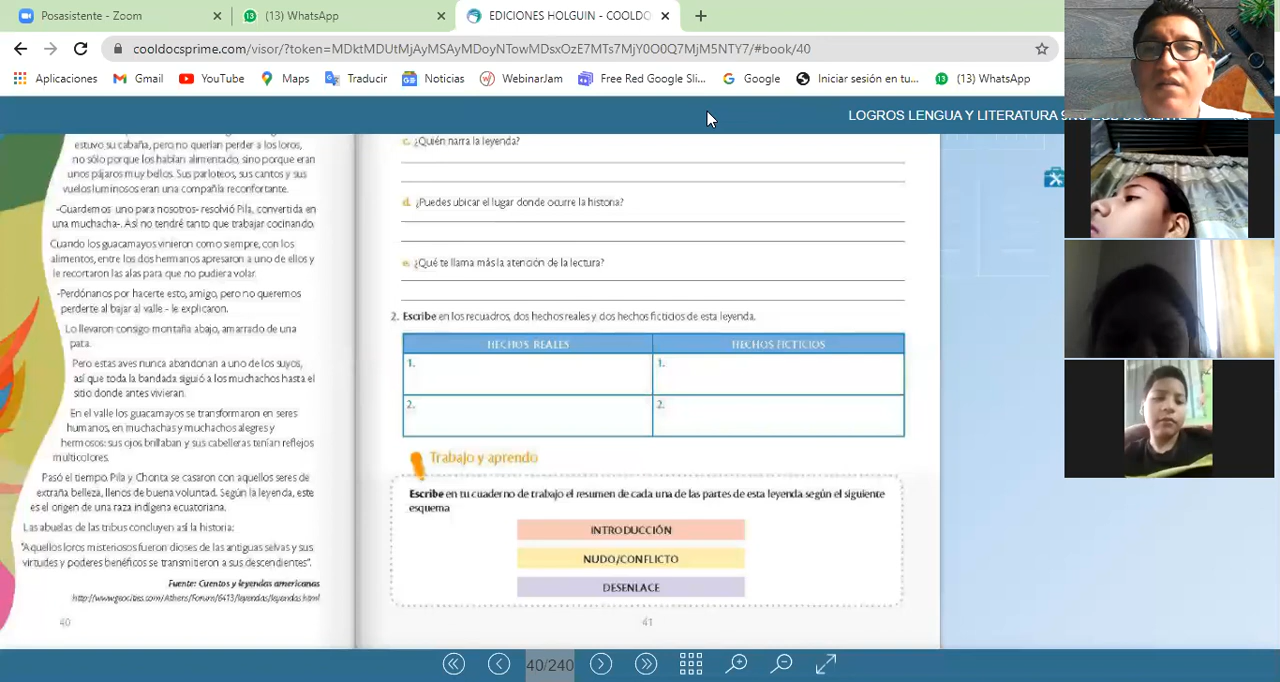 Posasistente - Zoom
(13) WhatsApp
EDICIONES HOLGUIN - COOLDO
cooldocsprime.com/visor/?token=MDktMDUtMjAyMSAyMDoyNTowMDsxOzE7MTs7MjY0O0Q7MjM5NTY7/#book/40
Aplicaciones
Gmail
YouTube
Maps
Traducir
Noticias
WebinarJam
Free Red Google Sli...
Google
Iniciar sesión en tu...
(13) WhatsApp
LOGROS LENGUA Y LITERATURA
estuvo su cabaña, pero no querían perder a los loros,
no sólo porque los habían alimentado, sino porque eran
unos pájaros muy bellos. Sus parloteos, sus cantos y sus
vuelos luminosos eran una compañía reconfortante.
-Guardemos uno para nosotros- resolvió Pila, convertida en
una muchacha-. Así no tendré tanto que trabajar cocinando.
Cuando los guacamayos vinieron como siempre, con los
alimentos, entre los dos hermanos apresaron a uno de ellos y
le recortaron las alas para que no pudiera volar.
-Perdónanos por hacerte esto, amigo, pero no queremos
perderte al bajar al valle - le explicaron.
Lo llevaron consigo montaña abajo, amarrado de una
pata.
Pero estas aves nunca abandonan a uno de los suyos,
así que toda la bandada siguió a los muchachos hasta el
sitio donde antes vivieran.
En el valle los guacamayos se transformaron en seres
humanos, en muchachas y muchachos alegres y
hermosos: sus ojos brillaban y sus cabelleras tenían reflejos
multicolores.
Pasó el tiempo. Pila y Chonta se casaron con aquellos seres de
extraña belleza, llenos de buena voluntad. Según la leyenda, este
es el origen de una raza indígena ecuatoriana.
Las abuelas de las tribus concluyen así la historia:
"Aquellos loros misteriosos fueron dioses de las antiguas selvas y sus
virtudes y poderes benéficos se transmitieron a sus descendientes".
Fuente: Cuentos y leyendas americanas
http://www.geocities.com/Athens/Forum/6413/leyendas/leyendas.html
40
c. ¿Quién narra la leyenda?
d. ¿Puedes ubicar el lugar donde ocurre la historia?
e. ¿Qué te llama más la atención de la lectura?
2. Escribe en los recuadros, dos hechos reales y dos hechos ficticios de esta leyenda.
HECHOS REALES
HECHOS FICTICIOS
1.
1.
2.
2.
Trabajo y aprendo
Escribe en tu cuaderno de trabajo el resumen de cada una de las partes de esta leyenda según el siguiente
esquema
INTRODUCCIÓN
NUDO/CONFLICTO
DESENLACE
41
40/240